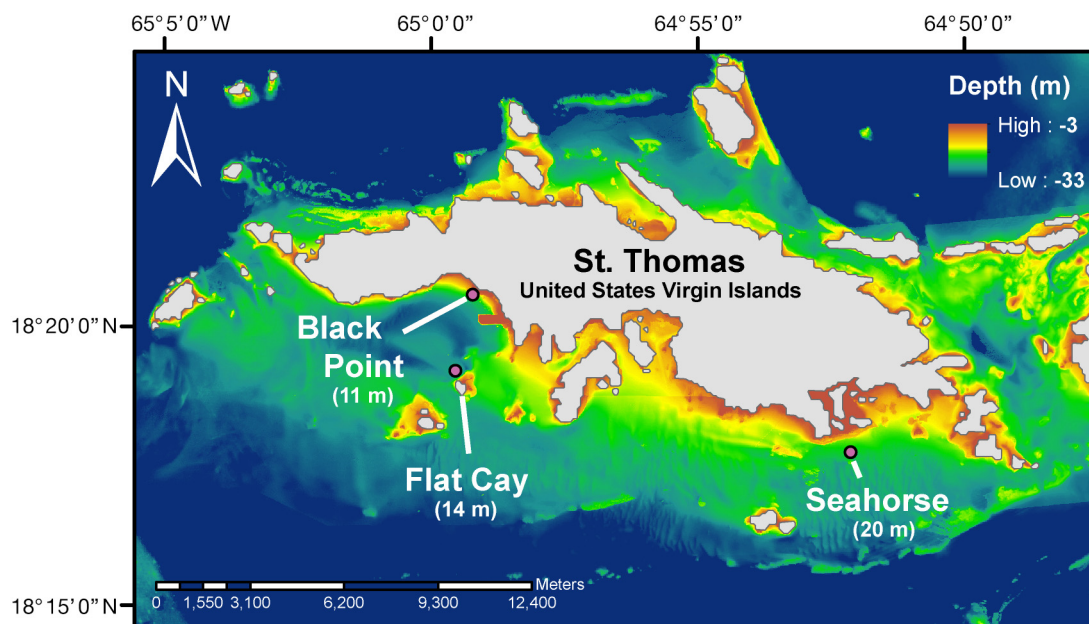 65°5’0”W
65°0’0”
64°55’0”
64°50’0”
N
Depth (m)
High : -3
Low : -33
St. Thomas
United States Virgin Islands
18°20’0”N
Black
Point
(11 m)
Flat Cay
(14 m)
Seahorse
(20 m)
Meters
0 1,550 3,100 6,200 9,300 12,400
18°15’0”N